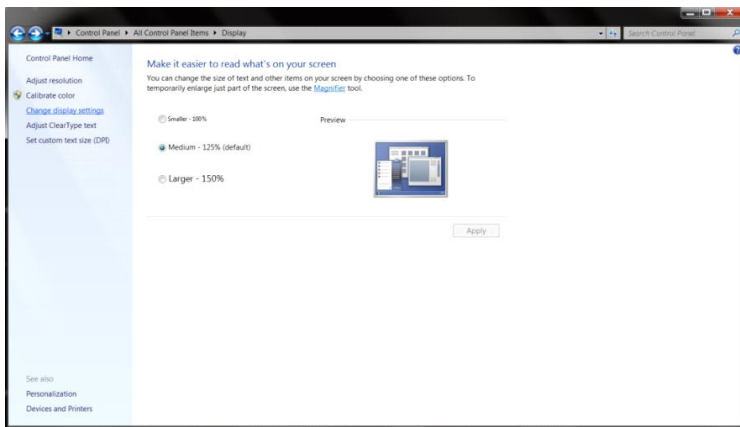 Control Panel ▸ All Control Panel Items ▸ Display
Search Control Panel
Control Panel Home
Adjust resolution
Calibrate color
Change display settings
Adjust ClearType text
Set custom text size (DPI)
Make it easier to read what's on your screen
You can change the size of text and other items on your screen by choosing one of these options. To
temporarily enlarge just part of the screen, use the Magnifier tool.
Smaller - 100%
Preview
Medium - 125% (default)
Larger - 150%
Apply
See also
Personalization
Devices and Printers